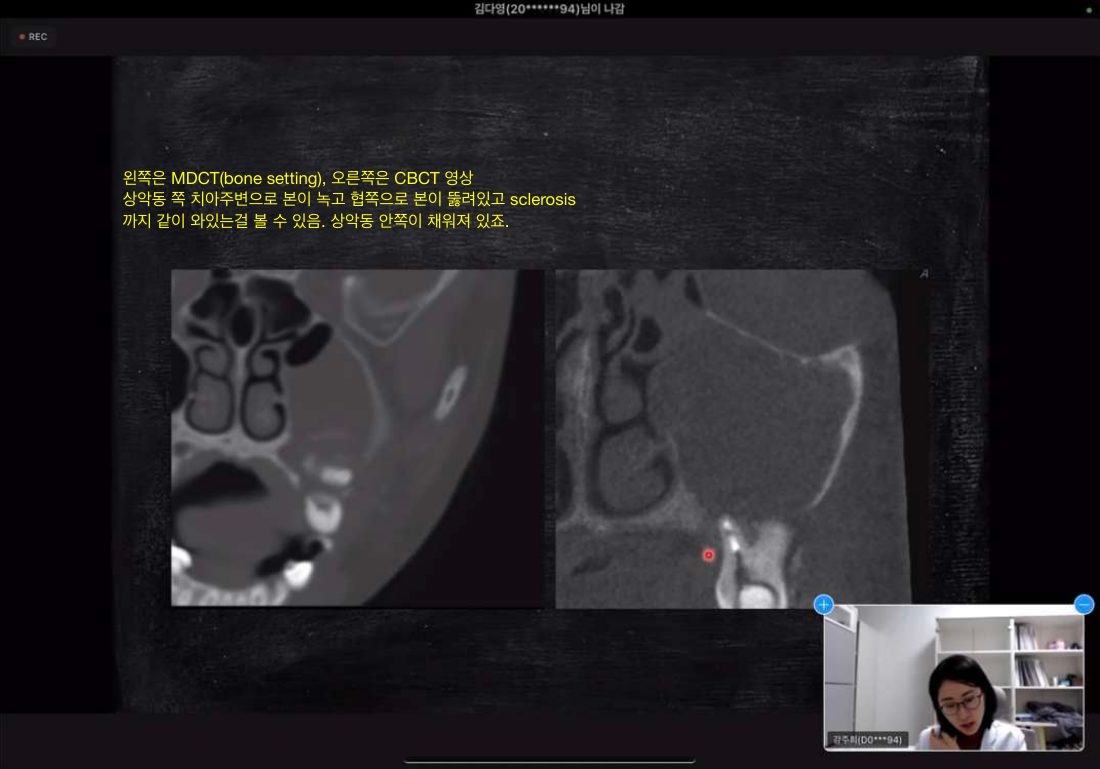 김다영(20******94)님이 나감
REC
왼쪽은 MDCT(bone setting), 오른쪽은 CBCT 영상
상악동 쪽 치아주변으로 본이 녹고 협쪽으로 본이 뚫려있고 sclerosis
까지 같이 와있는걸 볼 수 있음. 상악동 안쪽이 채워져 있죠.
A
강주희(D0***94)